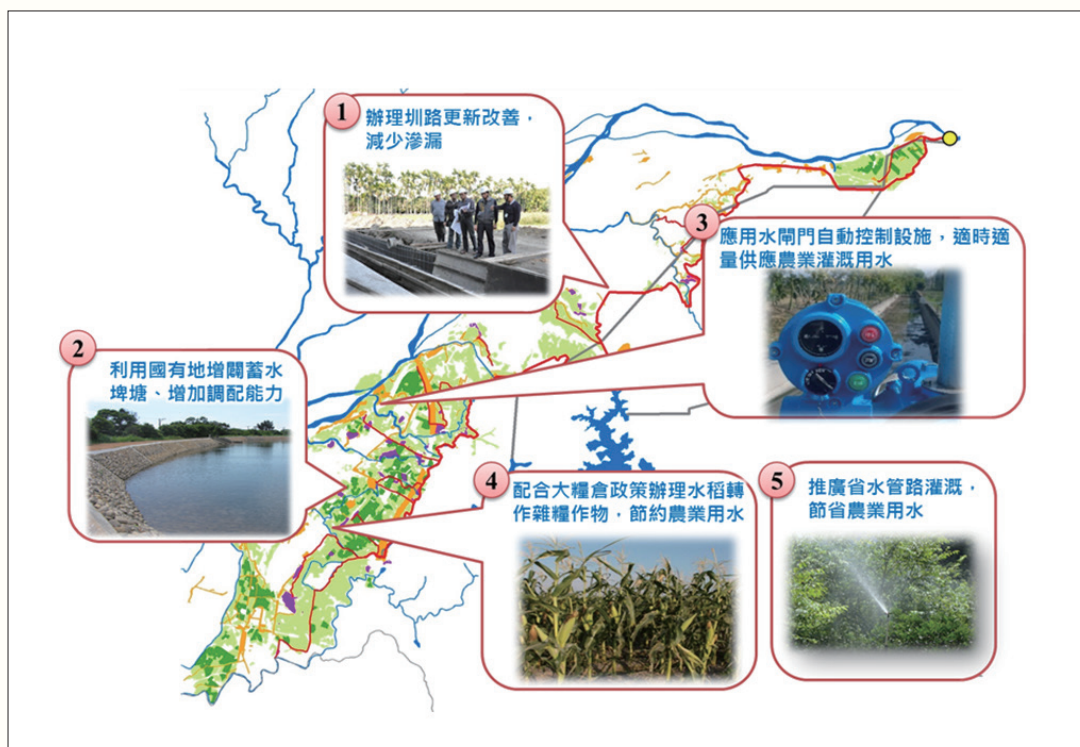 1
辦理圳路更新改善，
減少滲漏
3
應用水閘門自動控制設施，適時適
量供應農業灌溉用水
2
利用國有地增闢蓄水
埤塘、增加調配能力
4
配合大糧倉政策辦理水稻轉
作雜糧作物，節約農業用水
5
推廣省水管路灌溉，
節省農業用水